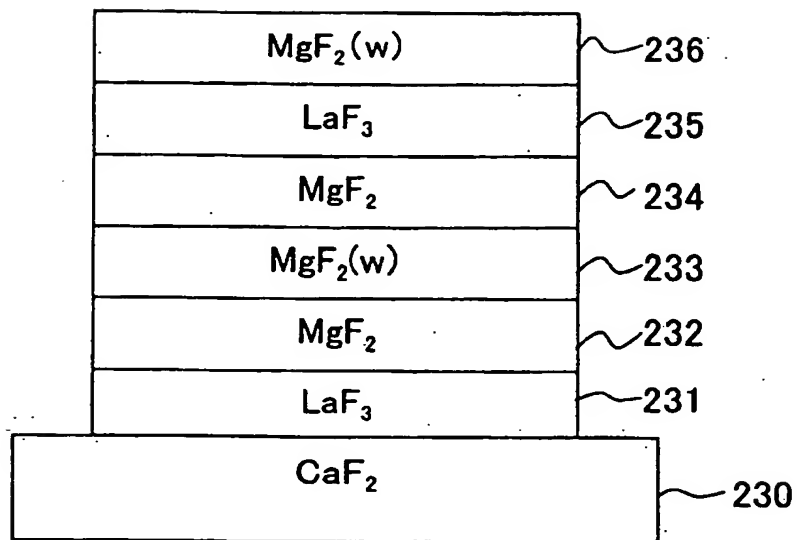 MgF₂(w) 236
LaF₃ 235
MgF₂ 234
MgF₂(w) 233
MgF₂ 232
LaF₃ 231
CaF₂ 230